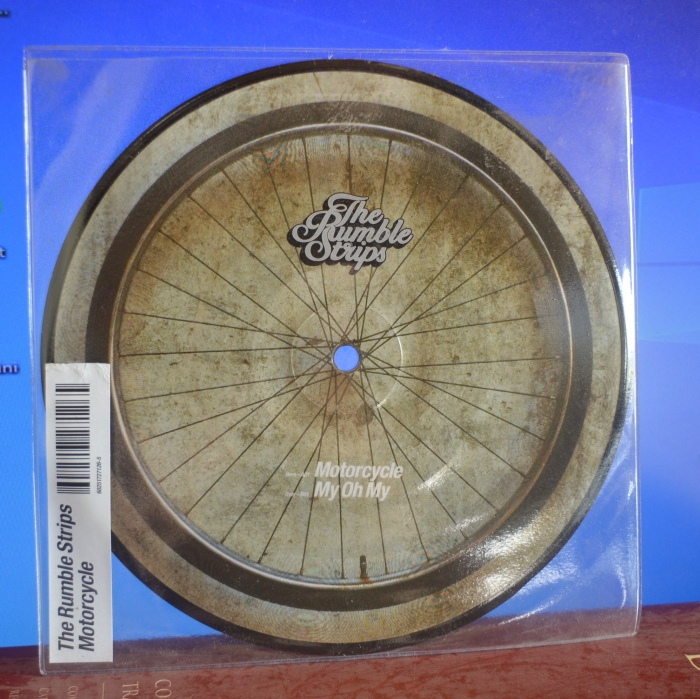 The
Rumble
Strips
Motorcycle
My Oh My
The Rumble Strips
Motorcycle